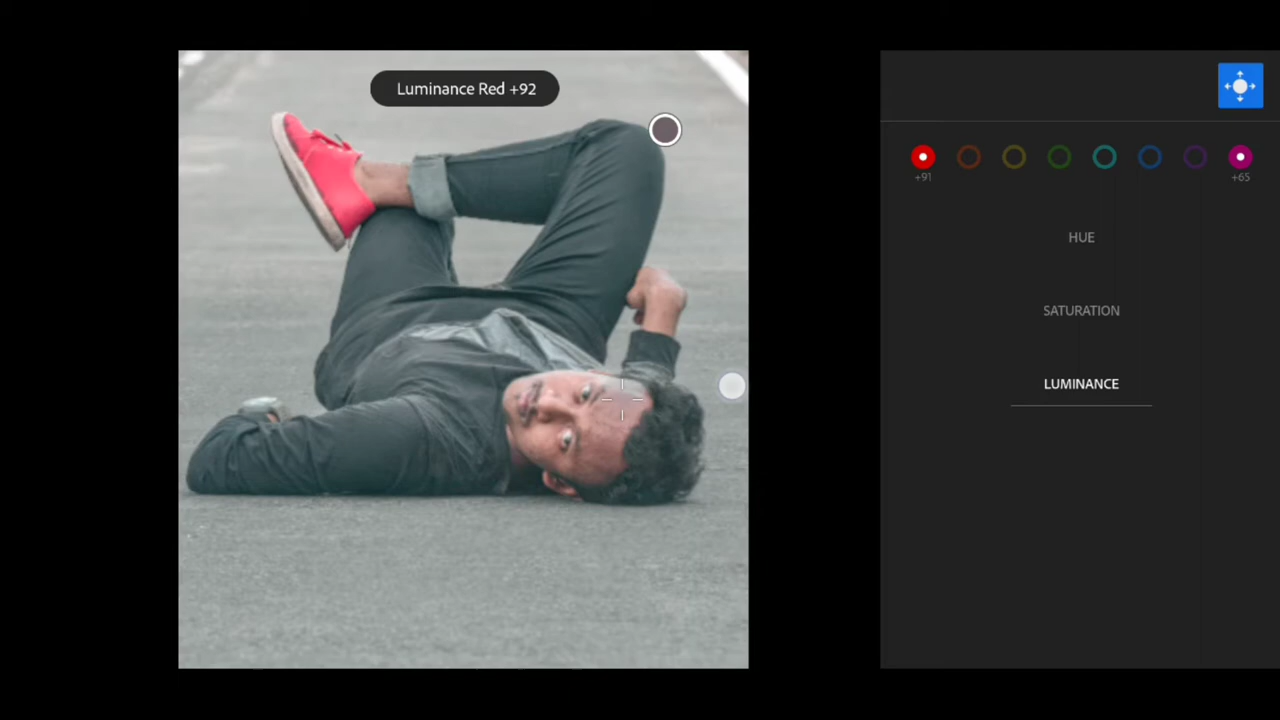 Luminance Red +92
+91
+65
HUE
SATURATION
LUMINANCE